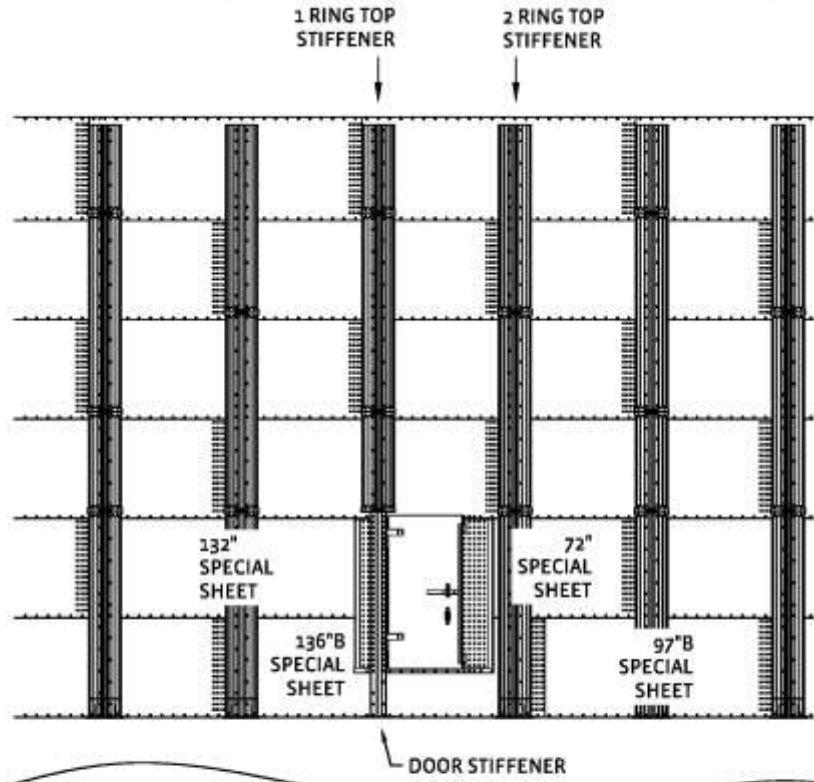 1 RING TOP
STIFFENER
2 RING TOP
STIFFENER
132"
SPECIAL
SHEET
72"
SPECIAL
SHEET
136"B
SPECIAL
SHEET
97"B
SPECIAL
SHEET
DOOR STIFFENER